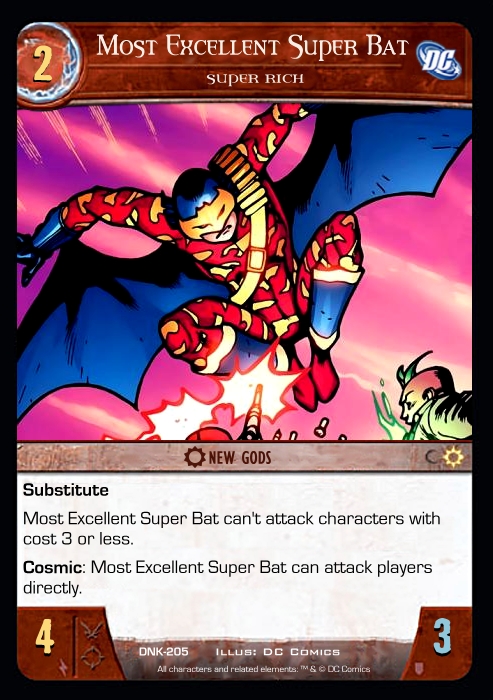 2
Most Excellent Super Bat
DC
SUPER RICH
NEW GODS
C
Substitute
Most Excellent Super Bat can't attack characters with
cost 3 or less.
Cosmic: Most Excellent Super Bat can attack players
directly.
4
3
DNK-205 Illus: DC Comics
All characters and related elements: ™ & © DC Comics